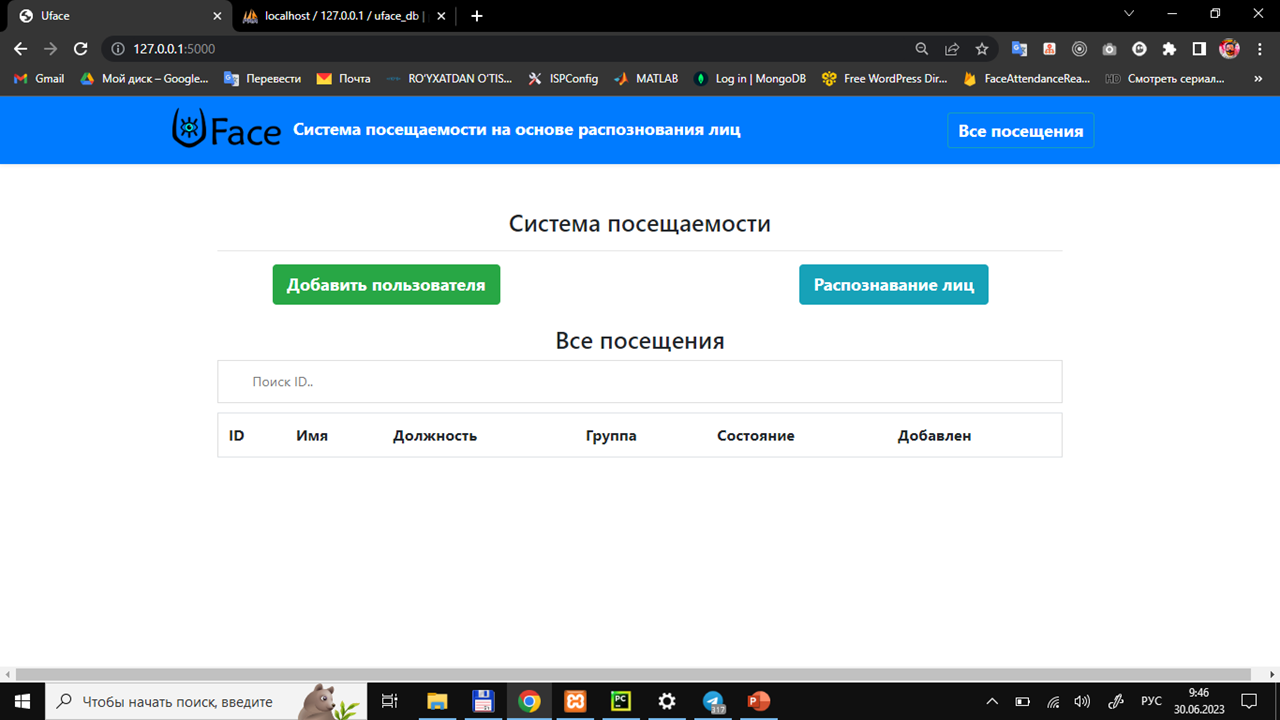 Uface
localhost / 127.0.0.1 / uface_db |
127.0.0.1:5000
Gmail
Мой диск – Google...
Перевести
Почта
RO'YXATDAN O'TIS...
ISPConfig
MATLAB
Log in | MongoDB
Free WordPress Dir...
FaceAttendanceRea...
HD Смотреть сериал...
»
Face
Система посещаемости на основе распознования лиц
Все посещения
Система посещаемости
Добавить пользователя
Распознавание лиц
Все посещения
Поиск ID..
ID Имя Должность Группа Состояние Добавлен
Чтобы начать поиск, введите
PC
317
P
РУС
9:46
30.06.2023